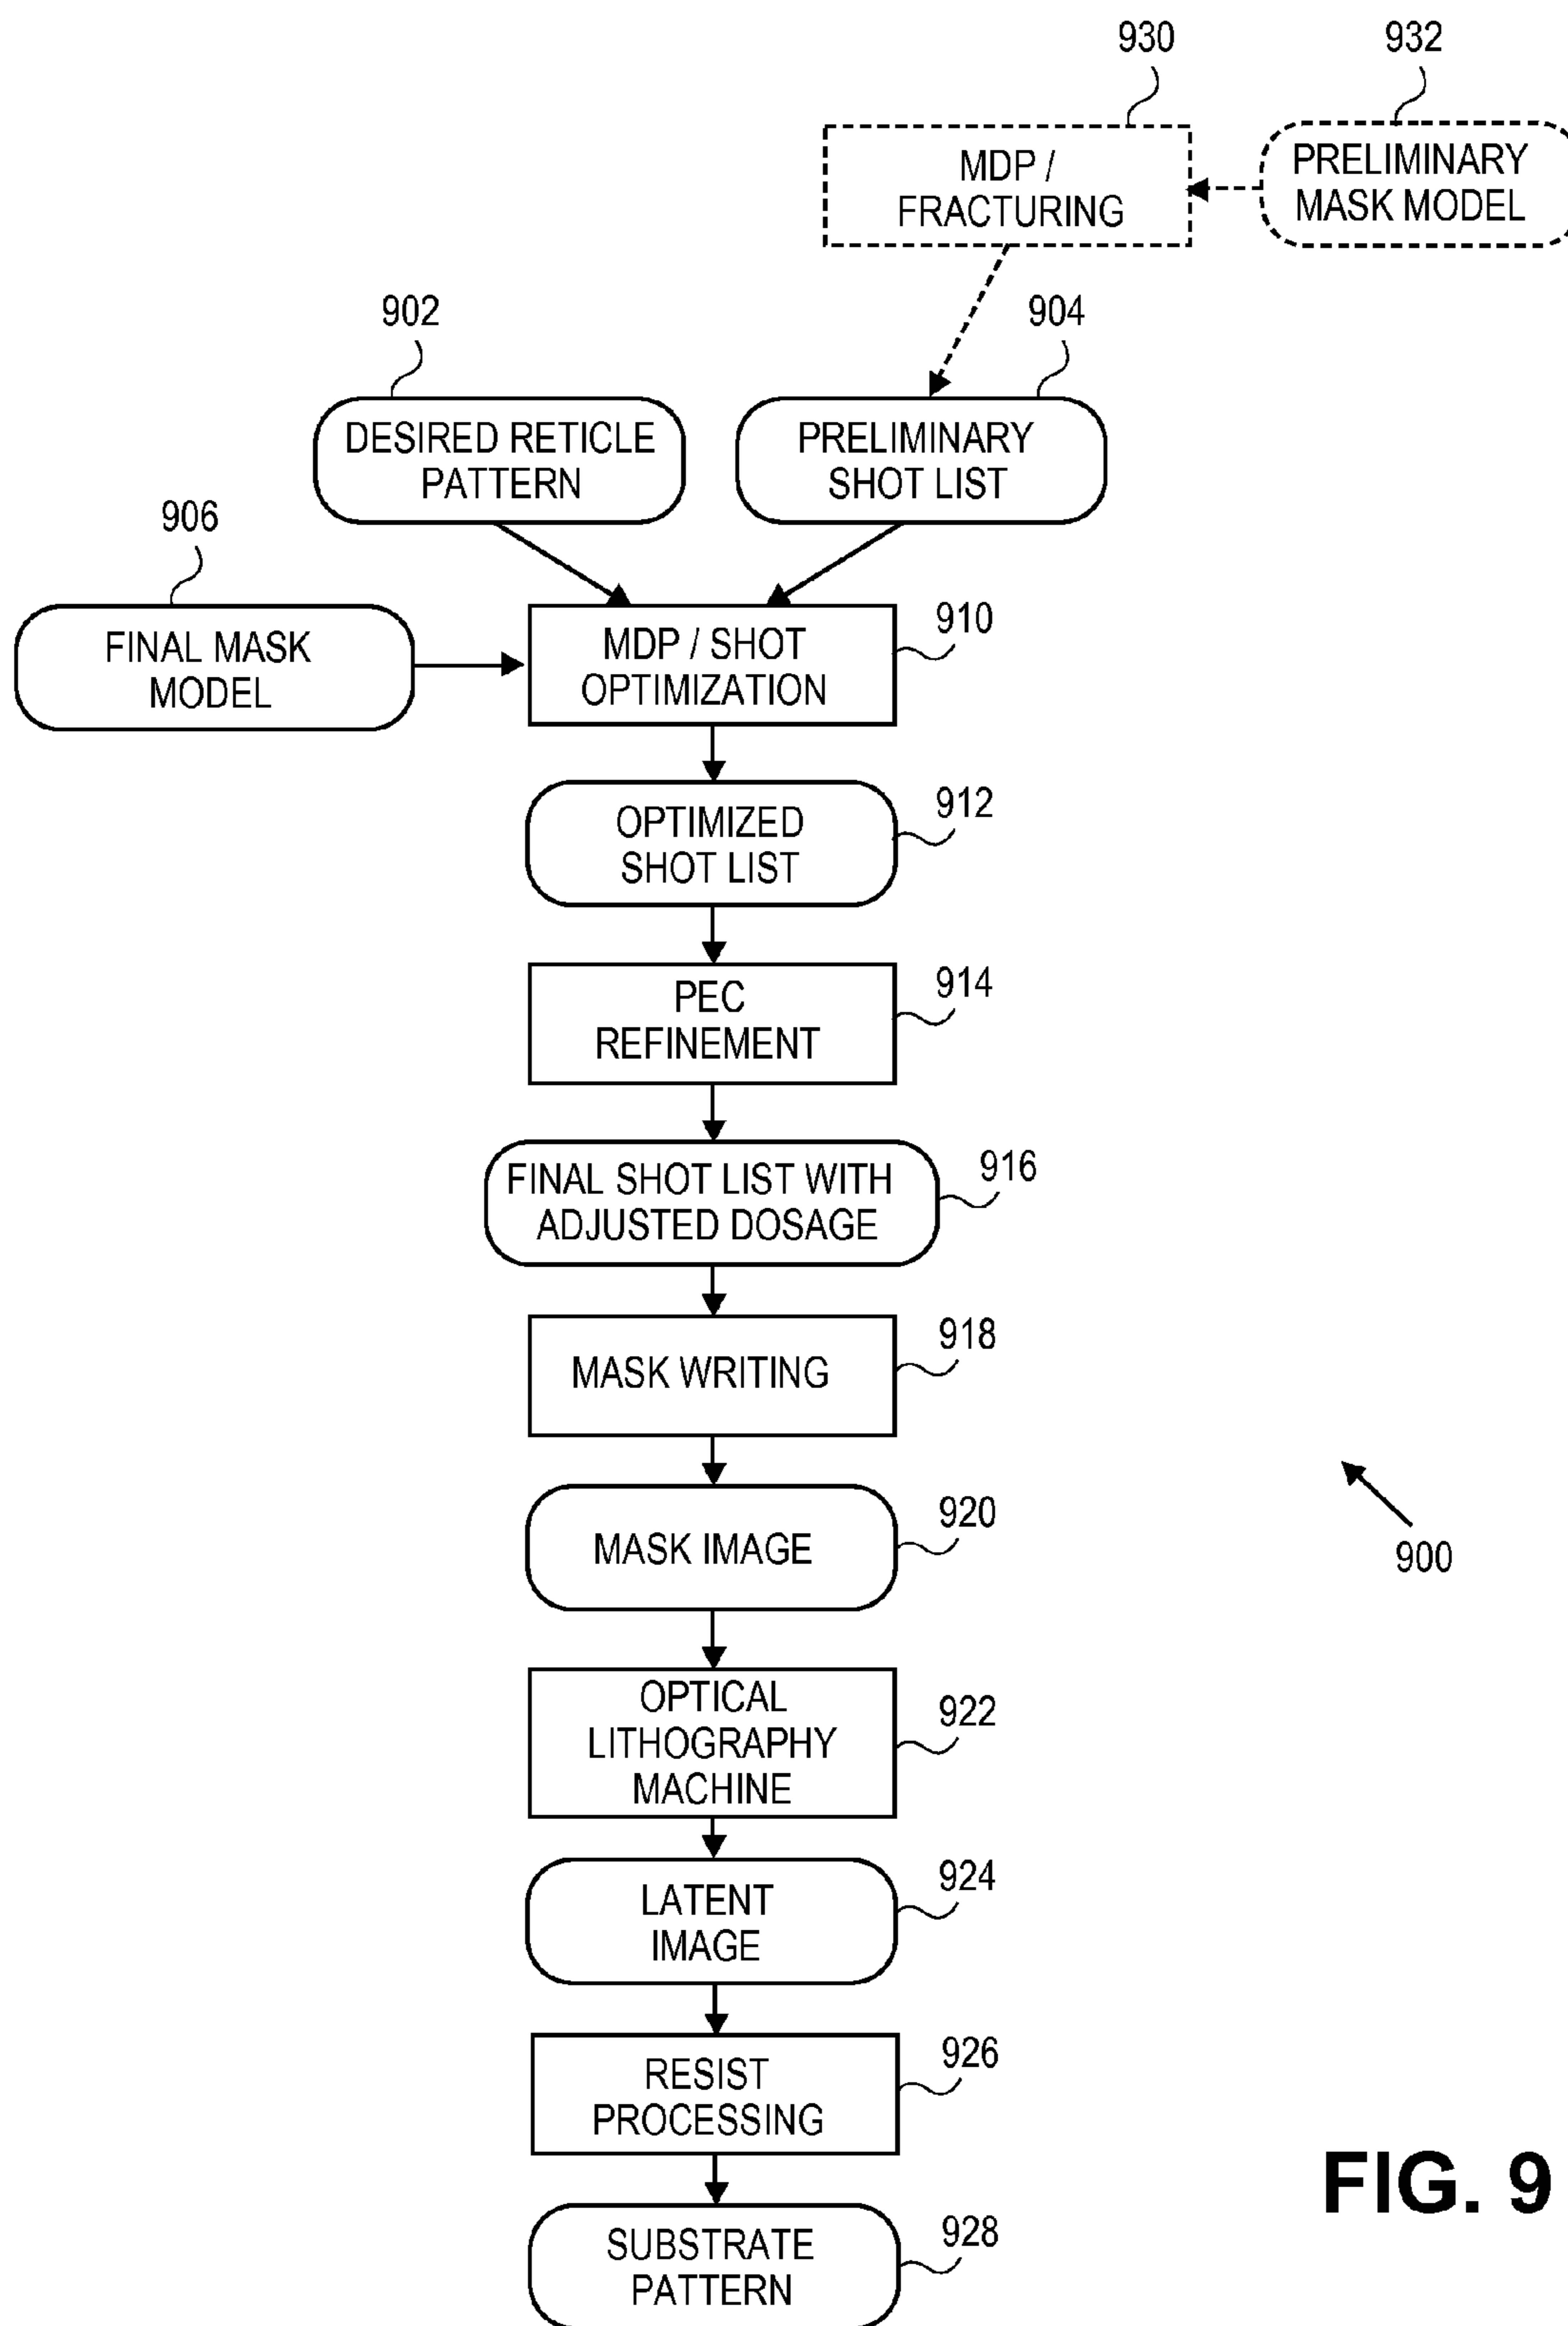 930
932
MDP /
FRACTURING
PRELIMINARY
MASK MODEL
902
904
DESIRED RETICLE
PATTERN
PRELIMINARY
SHOT LIST
906
FINAL MASK
MODEL
MDP / SHOT
OPTIMIZATION
910
OPTIMIZED
SHOT LIST
912
PEC
REFINEMENT
914
FINAL SHOT LIST WITH
ADJUSTED DOSAGE
916
MASK WRITING
918
MASK IMAGE
920
900
OPTICAL
LITHOGRAPHY
MACHINE
922
LATENT
IMAGE
924
RESIST
PROCESSING
926
FIG. 9
SUBSTRATE
PATTERN
928